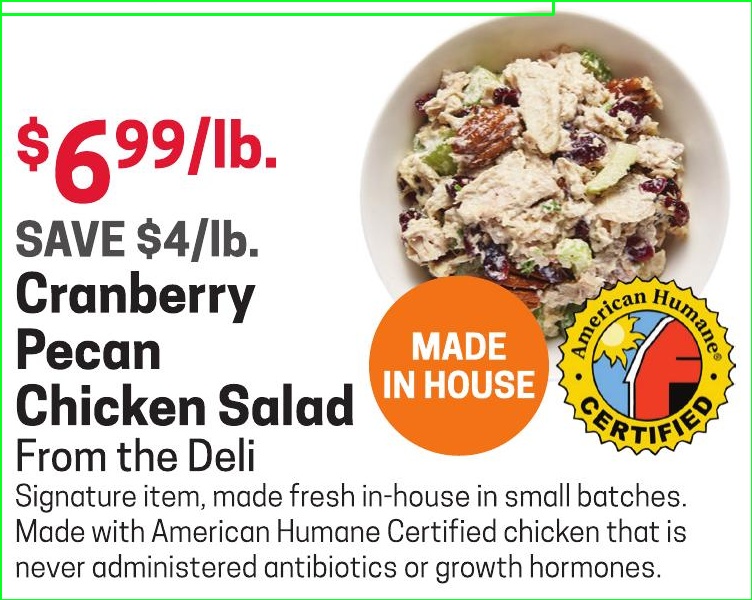 $6.99/lb.
SAVE $4/lb.
Cranberry
Pecan
Chicken Salad
From the Deli
MADE
IN HOUSE
American Humane®
CERTIFIED
Signature item, made fresh in-house in small batches.
Made with American Humane Certified chicken that is
never administered antibiotics or growth hormones.